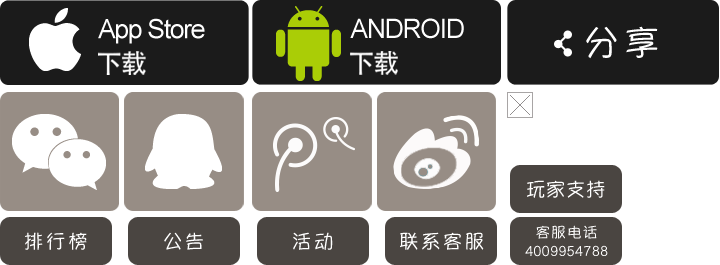 App Store
下载
ANDROID
下载
分享
玩家支持
排行榜
公告
活动
联系客服
客服电话
4009954788